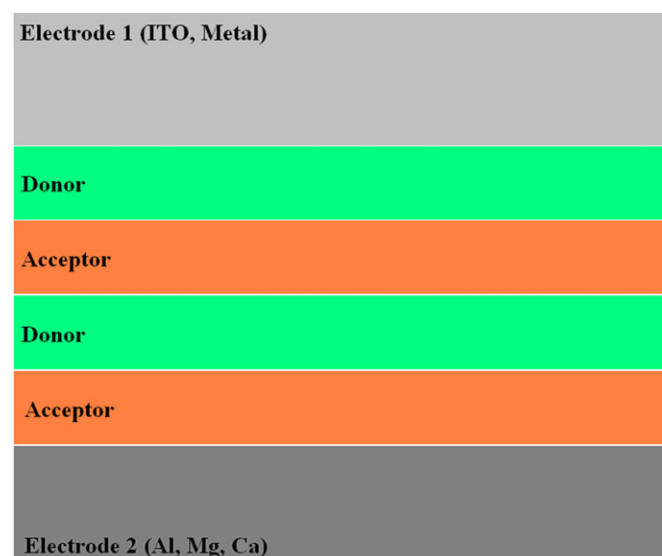 Electrode 1 (ITO, Metal)
Donor
Acceptor
Donor
Acceptor
Electrode 2 (Al, Mg, Ca)